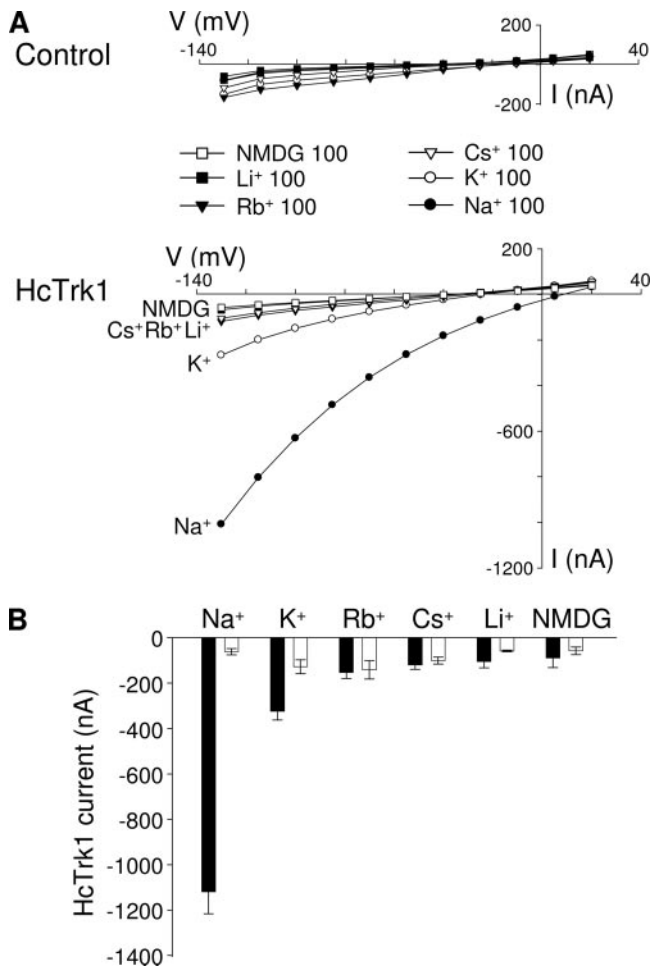 A
V (mV)
200
-140
40
Control
-200
I (nA)
NMDG 100
Cs⁺ 100
Li⁺ 100
K⁺ 100
Rb⁺ 100
Na⁺ 100
V (mV)
200
-140
40
HcTrk1
NMDG
Cs⁺Rb⁺Li⁺
K⁺
-600
Na⁺
-1200
I (nA)
B
Na⁺ K⁺ Rb⁺ Cs⁺ Li⁺ NMDG
0
-200
-400
-600
-800
-1000
-1200
-1400
HcTrk1 current (nA)